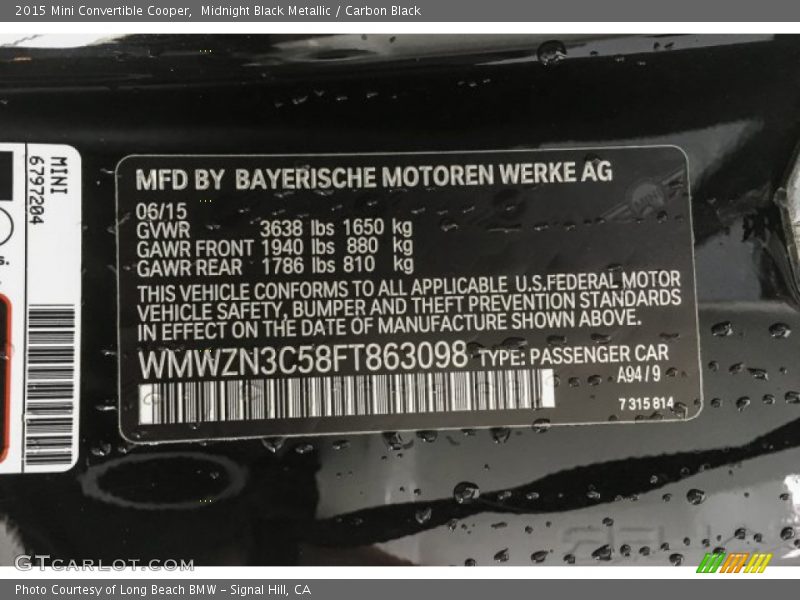 2015 Mini Convertible Cooper, Midnight Black Metallic / Carbon Black
MINI
6797204
s.
MFD BY BAYERISCHE MOTOREN WERKE AG
06/15
GVWR 3638 lbs 1650 kg
GAWR FRONT 1940 lbs 880 kg
GAWR REAR 1786 lbs 810 kg
THIS VEHICLE CONFORMS TO ALL APPLICABLE U.S.FEDERAL MOTOR
VEHICLE SAFETY, BUMPER AND THEFT PREVENTION STANDARDS
IN EFFECT ON THE DATE OF MANUFACTURE SHOWN ABOVE.
WMWZN3C58FT863098 TYPE: PASSENGER CAR
A94/9
7 315 814
GTcarlot.com
Photo Courtesy of Long Beach BMW - Signal Hill, CA